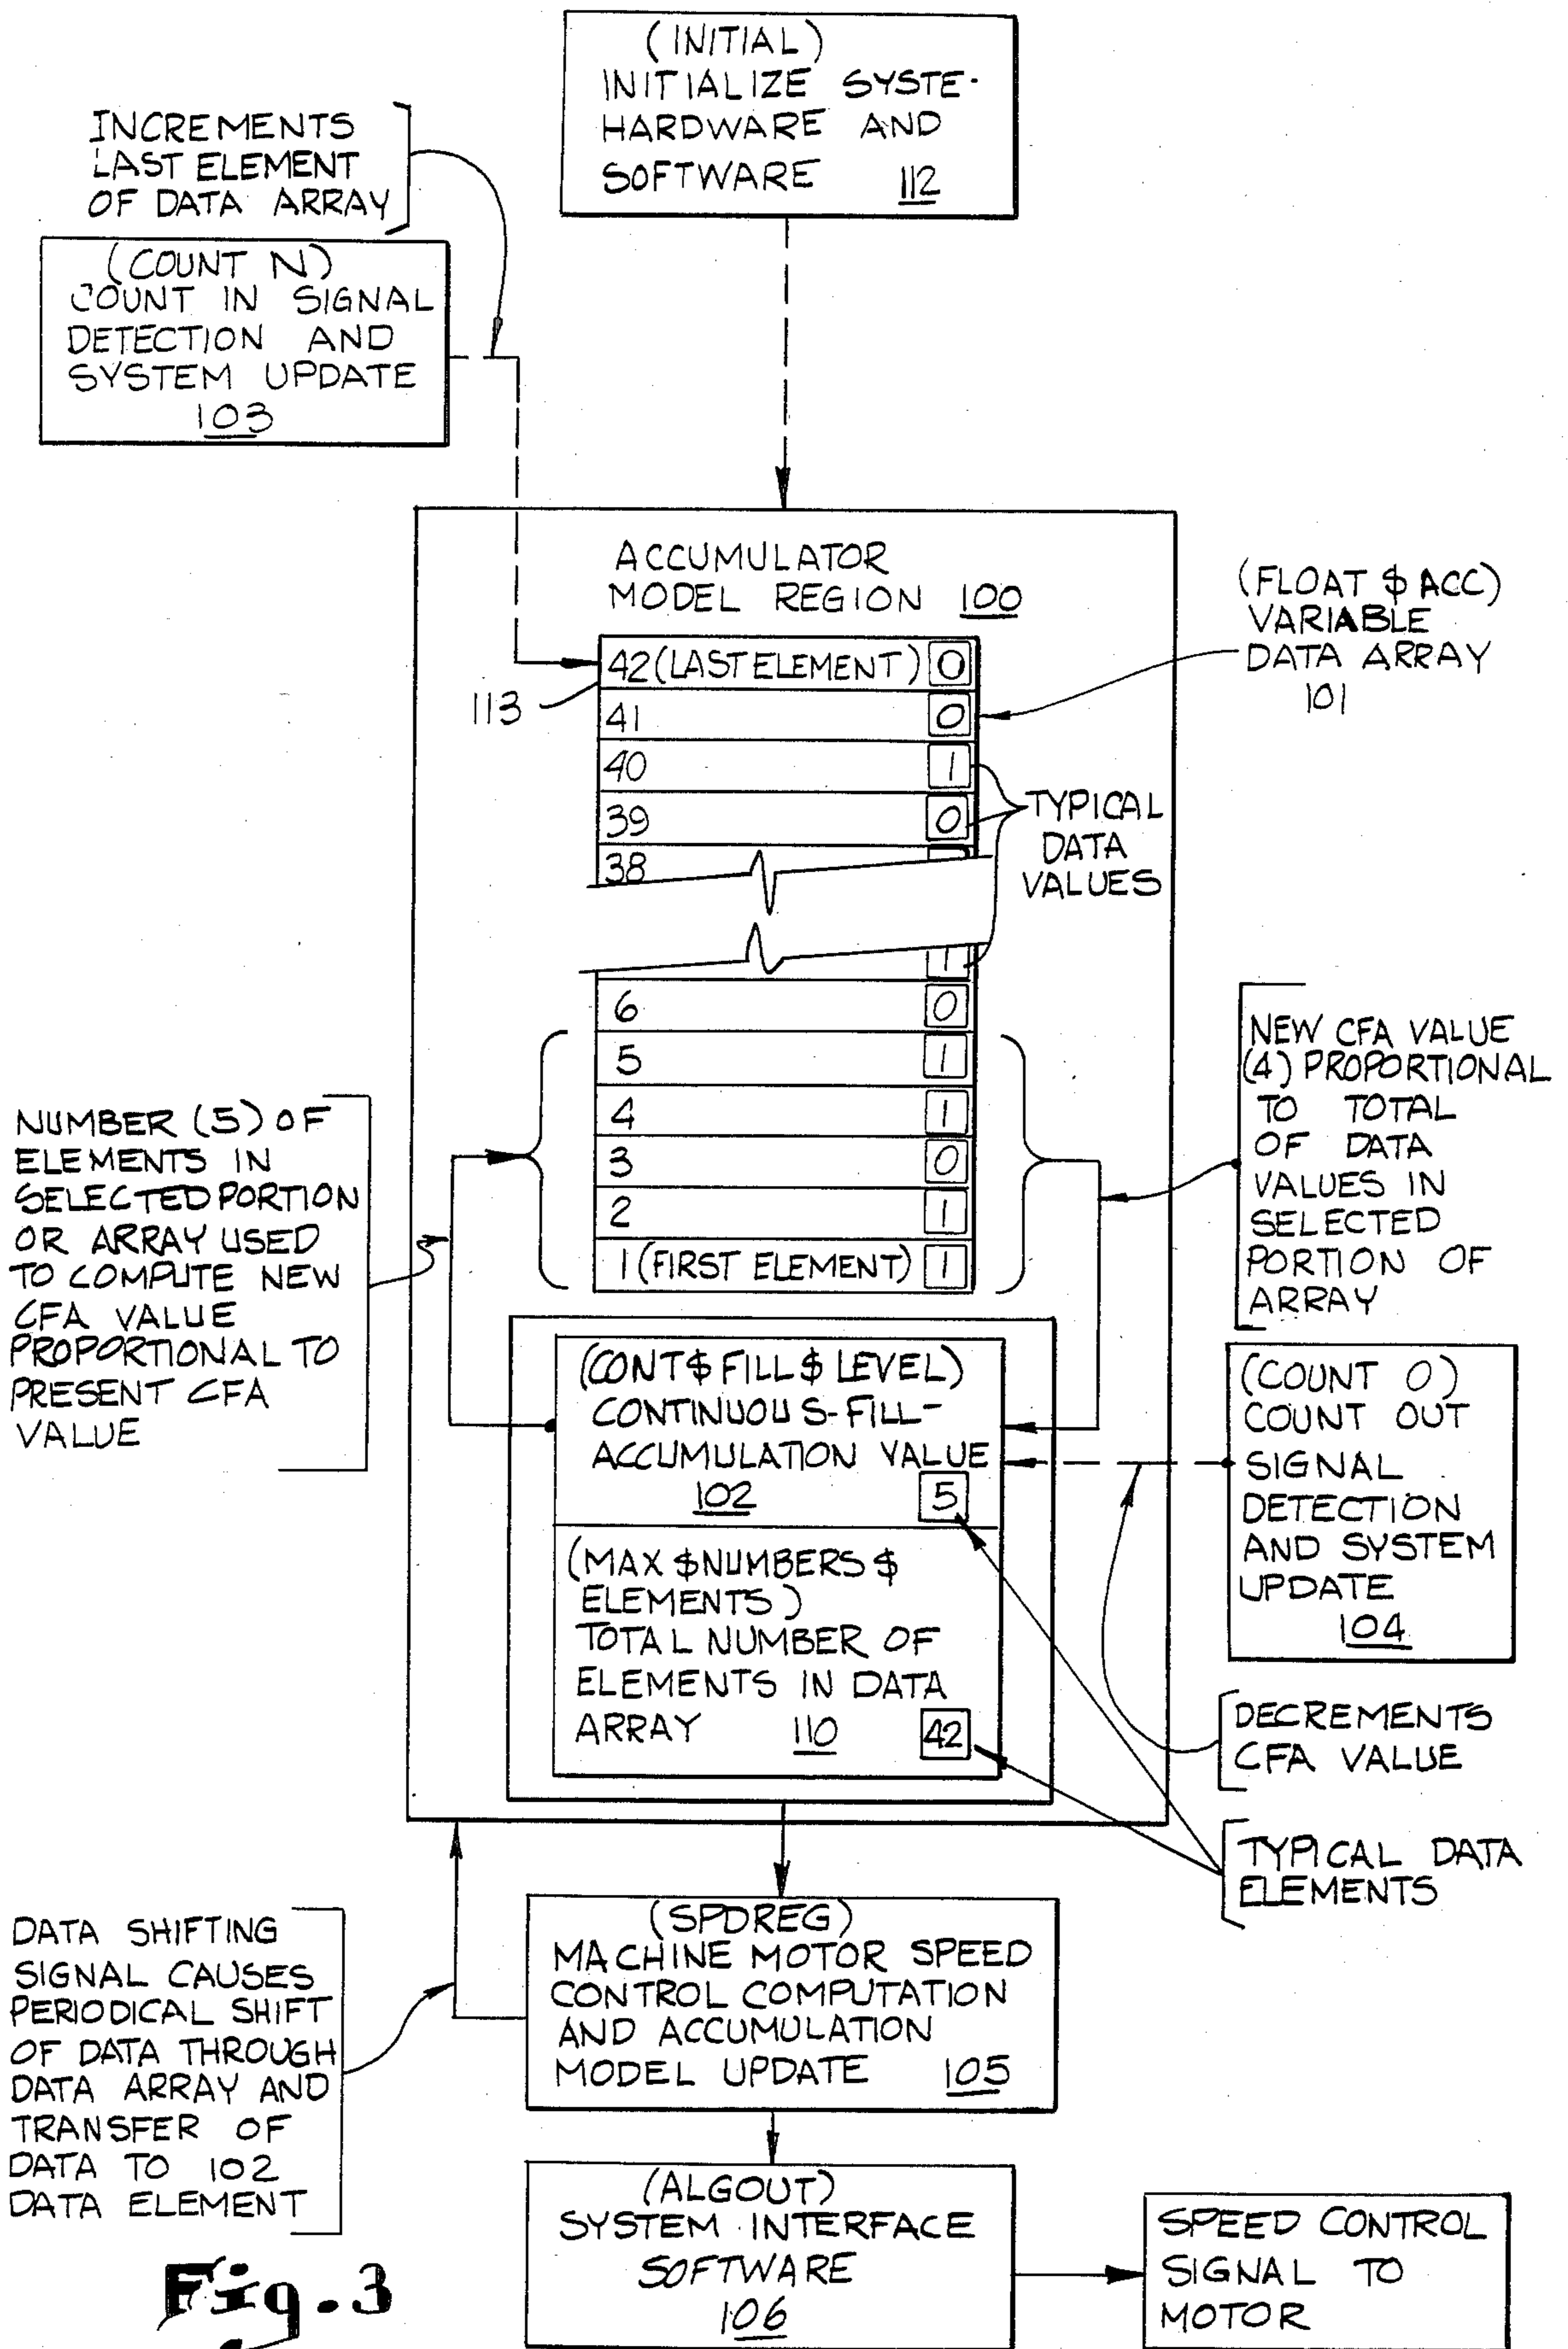 (INITIAL)
INITIALIZE SYSTE-
HARDWARE AND
SOFTWARE 112
INCREMENTS
LAST ELEMENT
OF DATA ARRAY
(COUNT N)
COUNT IN SIGNAL
DETECTION AND
SYSTEM UPDATE
103
ACCUMULATOR
MODEL REGION 100
(FLOAT $ ACC)
VARIABLE
DATA ARRAY
101
113
42 (LAST ELEMENT) 0
41 0
40 1
39 0
38
TYPICAL
DATA
VALUES
1
6 0
5 1
4 1
3 0
2 1
1 (FIRST ELEMENT) 1
NUMBER (5) OF
ELEMENTS IN
SELECTED PORTION
OR ARRAY USED
TO COMPUTE NEW
CFA VALUE
PROPORTIONAL TO
PRESENT CFA
VALUE
NEW CFA VALUE
(4) PROPORTIONAL
TO TOTAL
OF DATA
VALUES IN
SELECTED
PORTION OF
ARRAY
(CONT$ FILL $ LEVEL)
CONTINUOUS-FILL-
ACCUMULATION VALUE
102 5
(MAX $NUMBERS $
ELEMENTS)
TOTAL NUMBER OF
ELEMENTS IN DATA
ARRAY 110 42
(COUNT O)
COUNT OUT
SIGNAL
DETECTION
AND SYSTEM
UPDATE
104
DECREMENTS
CFA VALUE
TYPICAL DATA
ELEMENTS
DATA SHIFTING
SIGNAL CAUSES
PERIODICAL SHIFT
OF DATA THROUGH
DATA ARRAY AND
TRANSFER OF
DATA TO 102
DATA ELEMENT
(SPDREG)
MACHINE MOTOR SPEED
CONTROL COMPUTATION
AND ACCUMULATION
MODEL UPDATE 105
(ALGOUT)
SYSTEM INTERFACE
SOFTWARE
106
SPEED CONTROL
SIGNAL TO
MOTOR
Fig. 3